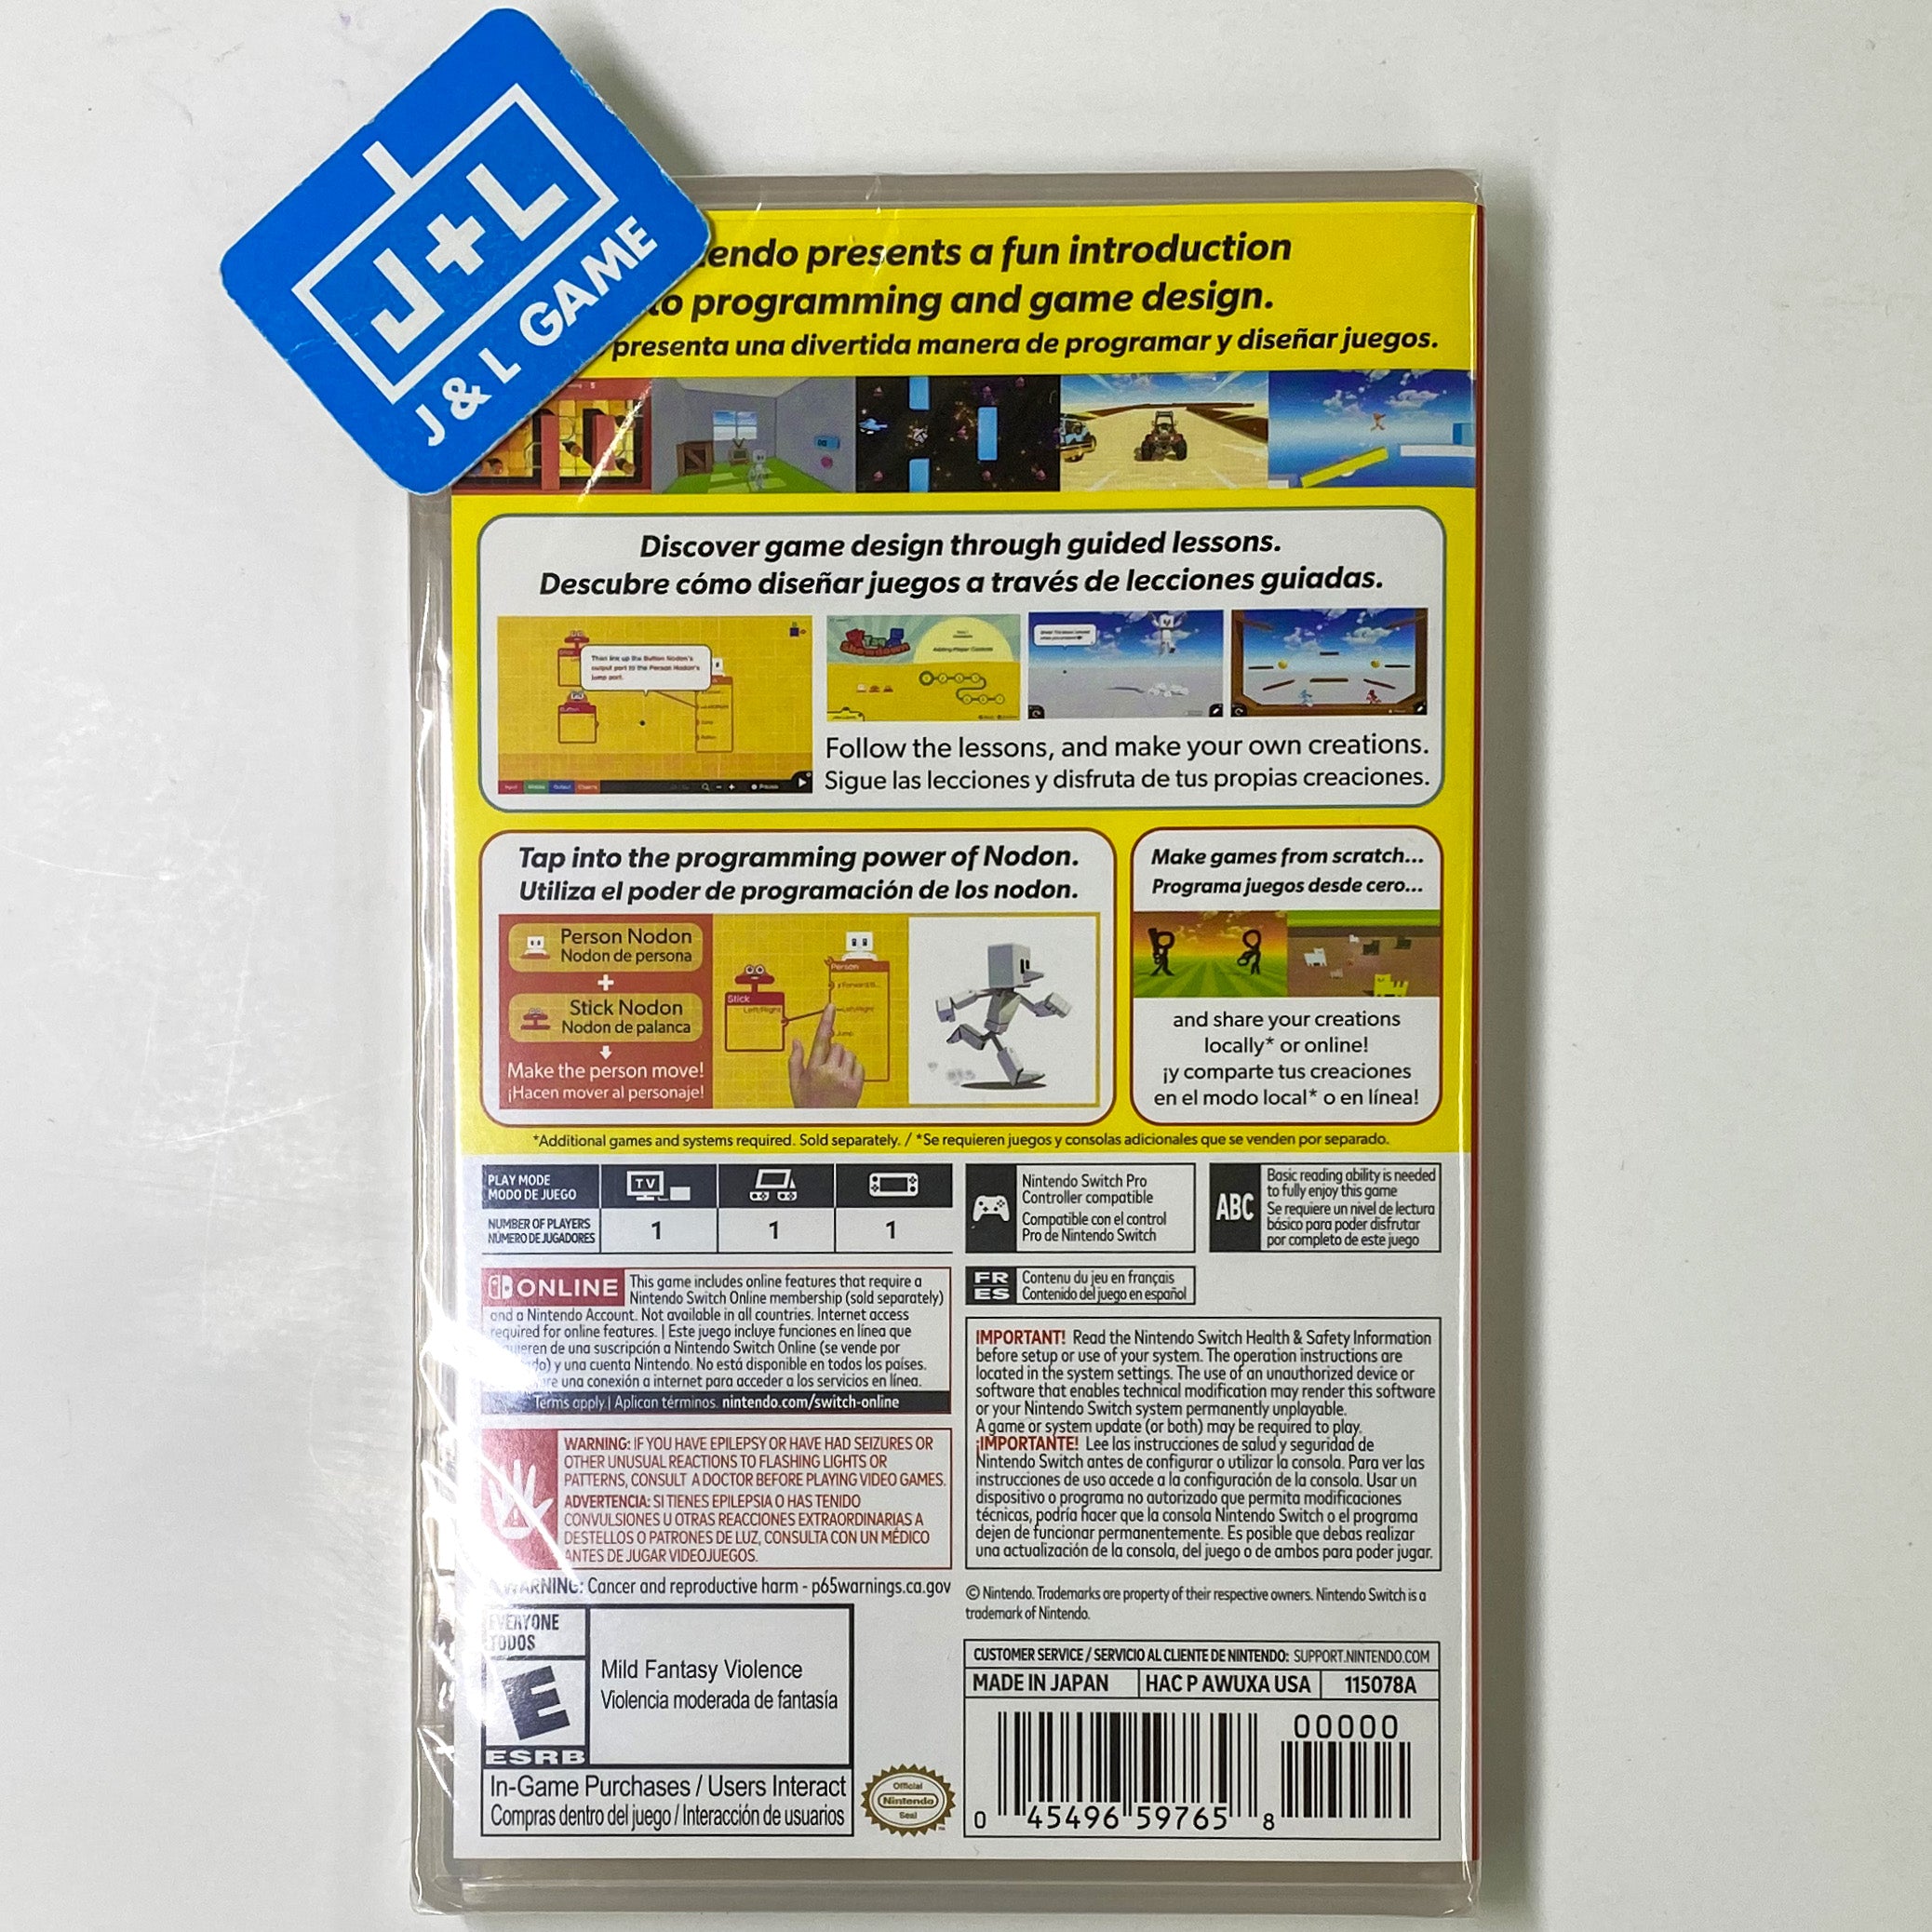 J+L
J & L GAME
endo presents a fun introduction
to programming and game design.
presenta una divertida manera de programar y diseñar juegos.
Discover game design through guided lessons.
Descubre cómo diseñar juegos a través de lecciones guiadas.
Then line up the Button Nodon's
output port to the Person Nodon's
jump port.
Button
Follow the lessons, and make your own creations.
Sigue las lecciones y disfruta de tus propias creaciones.
Tap into the programming power of Nodon.
Utiliza el poder de programación de los nodon.
Person Nodon
Nodon de persona
+
Stick Nodon
Nodon de palanca
Make the person move!
¡Hacen mover al personaje!
Stick
Left/Right
Person
Left/Right
Jump
Make games from scratch...
Programa juegos desde cero...
and share your creations
locally* or online!
¡y comparte tus creaciones
en el modo local* o en línea!
*Additional games and systems required. Sold separately. / *Se requieren juegos y consolas adicionales que se venden por separado.
PLAY MODE
MODO DE JUEGO
TV
NUMBER OF PLAYERS
NÚMERO DE JUGADORES
1 1 1
Nintendo Switch Pro
Controller compatible
Compatible con el control
Pro de Nintendo Switch
ABC
Basic reading ability is needed
to fully enjoy this game
Se requiere un nivel de lectura
básico para poder disfrutar
por completo de este juego
ONLINE This game includes online features that require a
Nintendo Switch Online membership (sold separately)
and a Nintendo Account. Not available in all countries. Internet access
required for online features. | Este juego incluye funciones en línea que
quieren de una suscripción a Nintendo Switch Online (se vende por
do) y una cuenta Nintendo. No está disponible en todos los países.
re una conexión a internet para acceder a los servicios en línea.
Terms apply | Aplican términos. nintendo.com/switch-online
FR
ES
Contenu du jeu en français
Contenido del juego en español
WARNING: IF YOU HAVE EPILEPSY OR HAVE HAD SEIZURES OR
OTHER UNUSUAL REACTIONS TO FLASHING LIGHTS OR
PATTERNS, CONSULT A DOCTOR BEFORE PLAYING VIDEO GAMES.
ADVERTENCIA: SI TIENES EPILEPSIA O HAS TENIDO
CONVULSIONES U OTRAS REACCIONES EXTRAORDINARIAS A
DESTELLOS O PATRONES DE LUZ, CONSULTA CON UN MÉDICO
ANTES DE JUGAR VIDEOJUEGOS.
WARNING: Cancer and reproductive harm - p65warnings.ca.gov
IMPORTANT! Read the Nintendo Switch Health & Safety Information
before setup or use of your system. The operation instructions are
located in the system settings. The use of an unauthorized device or
software that enables technical modification may render this software
or your Nintendo Switch system permanently unplayable.
A game or system update (or both) may be required to play.
¡IMPORTANTE! Lee las instrucciones de salud y seguridad de
Nintendo Switch antes de configurar o utilizar la consola. Para ver las
instrucciones de uso accede a la configuración de la consola. Usar un
dispositivo o programa no autorizado que permita modificaciones
técnicas, podría hacer que la consola Nintendo Switch o el programa
dejen de funcionar permanentemente. Es posible que debas realizar
una actualización de la consola, del juego o de ambos para poder jugar.
© Nintendo. Trademarks are property of their respective owners. Nintendo Switch is a
trademark of Nintendo.
EVERYONE
TODOS
E
ESRB
Mild Fantasy Violence
Violencia moderada de fantasía
In-Game Purchases / Users Interact
Compras dentro del juego / Interacción de usuarios
Official
Nintendo
Seal
CUSTOMER SERVICE / SERVICIO AL CLIENTE DE NINTENDO: SUPPORT.NINTENDO.COM
MADE IN JAPAN HAC P AWUXA USA 115078A
00000
0 45496 59765 8